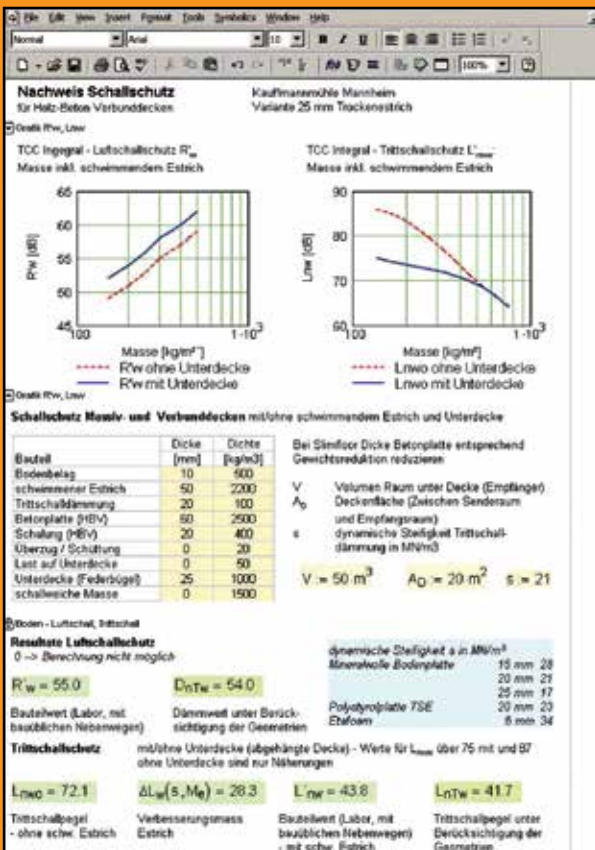 File Edit View Insert Format Tools Symbolics Window Help
Normal Arial 10 B I U
100%
Nachweis Schallschutz Kauffmannmühle Mannheim
für Holz-Beton-Verbunddecken Variante 25 mm Trockenestrich
Grafik R'w, Lnw
TCC Ingegral - Luftschallschutz R'w TCC Integral - Trittschallschutz L'nw
Masse inkl. schwimmendem Estrich Masse inkl. schwimmendem Estrich
65 90
60 80
55 70
50
45 60
R'w [dB] Lnw [dB]
100 1·10³ 100 1·10³
Masse [kg/m²] Masse [kg/m²]
R'w ohne Unterdecke Lnwo ohne Unterdecke
R'w mit Unterdecke Lnwo mit Unterdecke
Grafik R'w, Lnw
Schallschutz Massiv- und Verbunddecken mit/ohne schwimmendem Estrich und Unterdecke
Bauteil Dicke [mm] Dichte [kg/m3]
Bodenbelag 10 600
schwimmener Estrich 50 2200
Trittschalldämmung 20 100
Betonplatte (HBV) 60 2500
Schalung (HBV) 20 400
Überzug / Schüttung 0 20
Last auf Unterdecke 0 50
Unterdecke (Federbügel) 25 1000
schallweiche Masse 0 1500
Bei Slimfloor Dicke Betonplatte entsprechend
Gewichtsreduktion reduzieren
V Volumen Raum unter Decke (Empfänger)
A₀ Deckenfläche (Zwischen Senderaum
und Empfangsraum)
s dynamische Steifigkeit Trittschall-
dämmung in MN/m3
V := 50 m³ A₀ := 20 m² s := 21
Boden - Luftschall, Trittschall
Resultate Luftschallschutz
0 --> Berechnung nicht möglich
R'w = 55.0 DnTw = 54.0
Bauteilwert (Labor, mit Dämmwert unter Berück-
bauüblichen Nebenwegen) sichtigung der Geometrien
dynamische Steifigkeit s in MN/m³
Mineralwolle Bodenplatte 15 mm 28
20 mm 21
25 mm 17
Polystyrolplatte TSE 20 mm 23
Etafoam 5 mm 34
Trittschallschutz mit/ohne Unterdecke (abgehängte Decke) - Werte für über 75 mit und 87
ohne Unterdecke sind nur Näherungen
Lnwo = 72.1 ΔLw(s,Me) = 28.3 L'nw = 43.8 LnTw = 41.7
Trittschallpegel Verbesserungsmass Bauteilwert (Labor, mit Trittschallpegel unter
- ohne schw. Estrich Estrich bauüblichen Nebenwegen) Berücksichtigung der
- mit schw. Estrich Geometrien